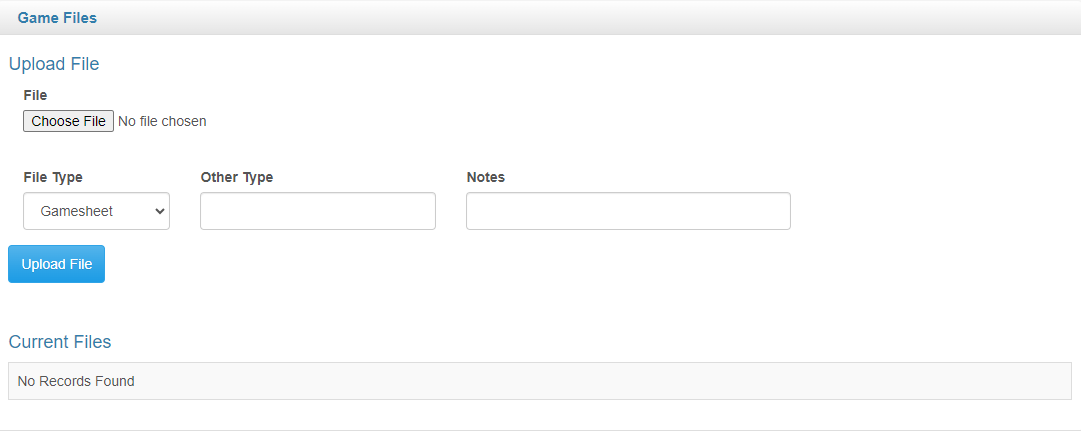 Game Files
Upload File
File
Choose File No file chosen
File Type Other Type Notes
Gamesheet
Upload File
Current Files
No Records Found